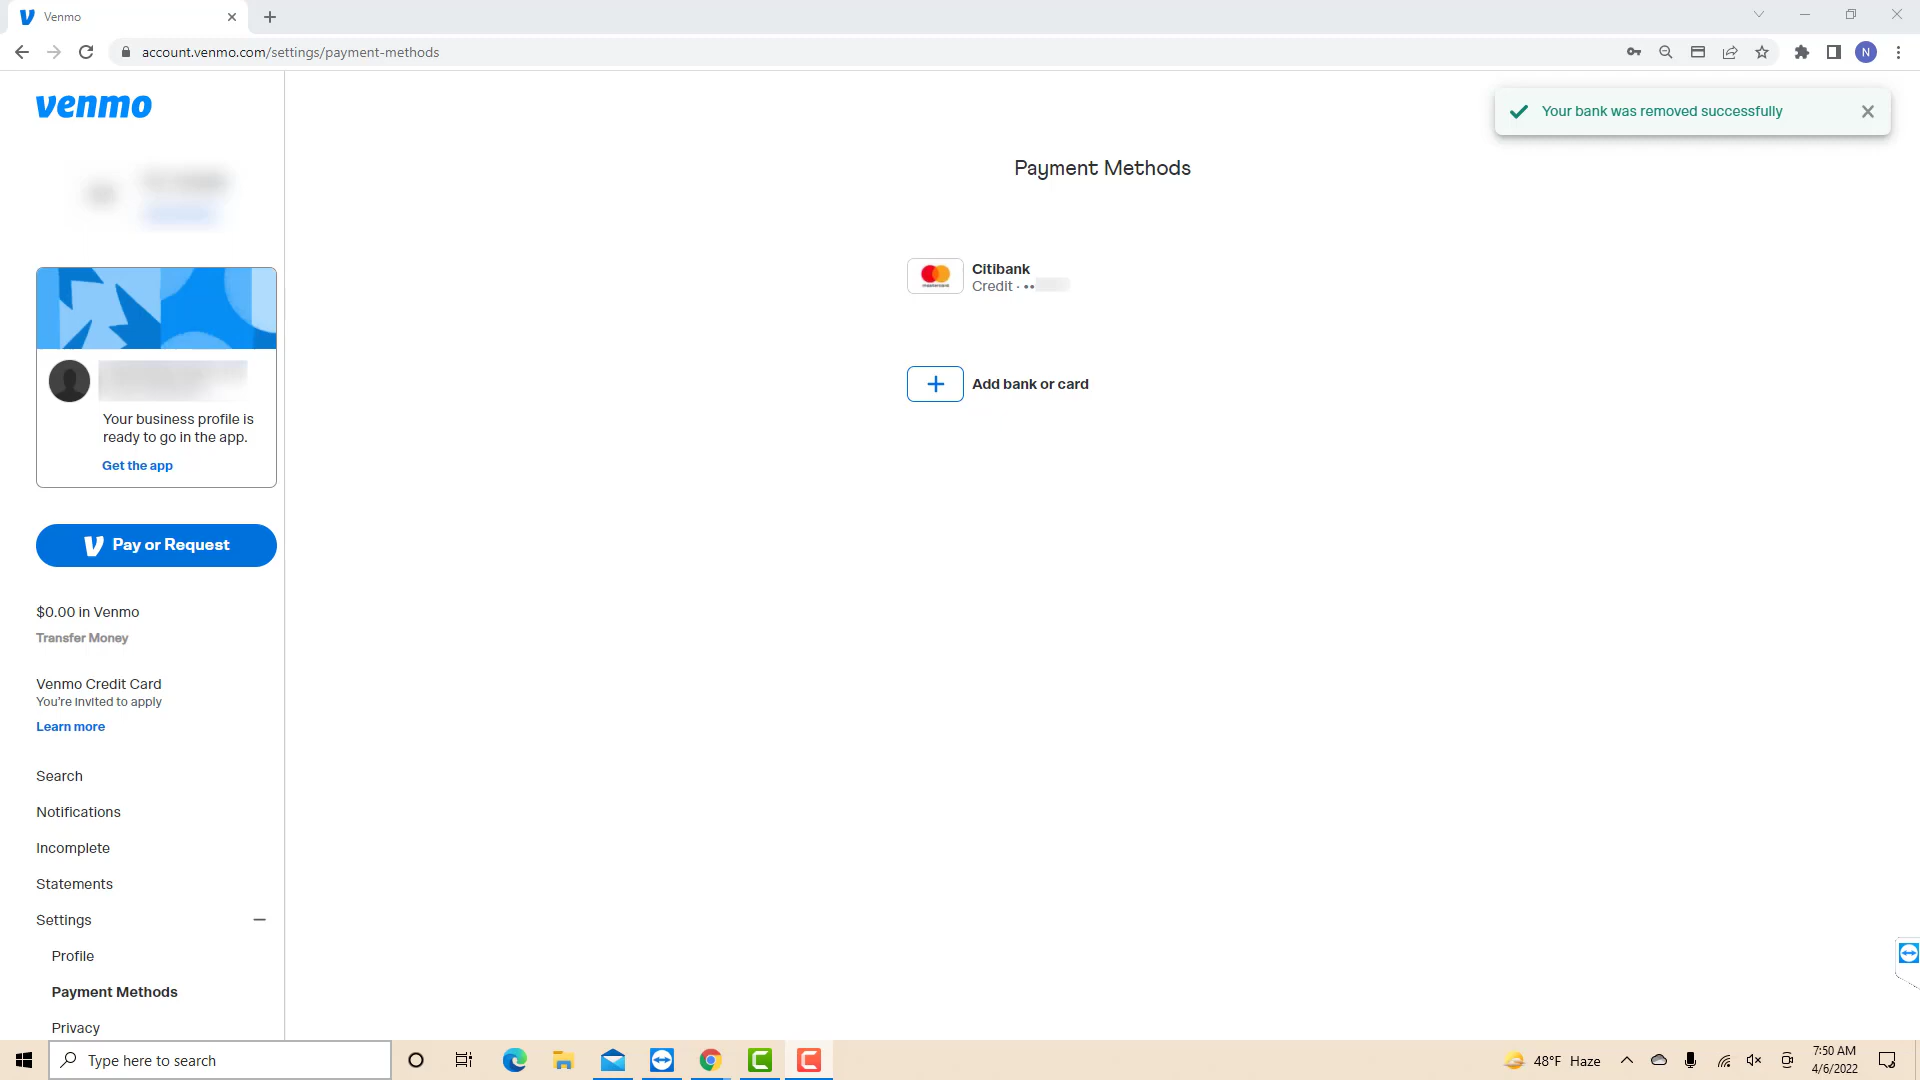 Venmo
account.venmo.com/settings/payment-methods
N
venmo
Your bank was removed successfully
Payment Methods
mastercard
Citibank
Credit · ••
Add bank or card
Your business profile is
ready to go in the app.
Get the app
Pay or Request
$0.00 in Venmo
Transfer Money
Venmo Credit Card
You're invited to apply
Learn more
Search
Notifications
Incomplete
Statements
Settings
Profile
Payment Methods
Privacy
Type here to search
48°F Haze
7:50 AM
4/6/2022